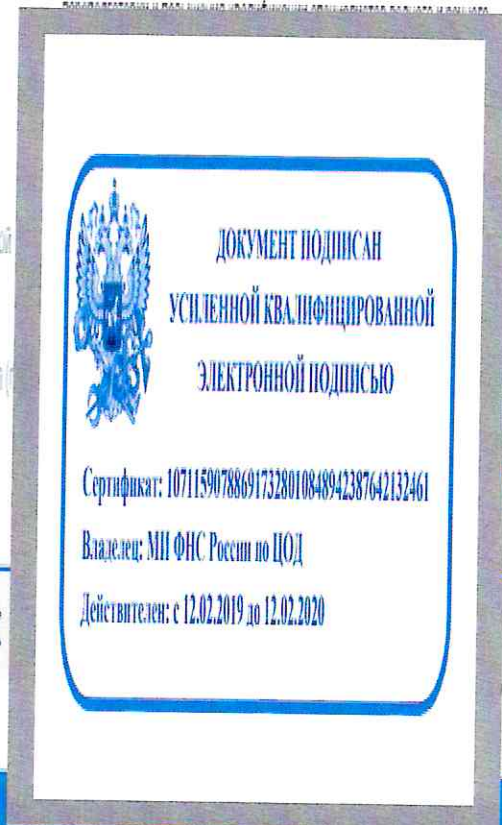 ДОКУМЕНТ ПОДПИСАН
УСИЛЕННОЙ КВАЛИФИЦИРОВАННОЙ
ЭЛЕКТРОННОЙ ПОДПИСЬЮ
Сертификат: 107115907886917328010848942387642132461
Владелец: МИ ФНС России по ЦОД
Действителен: с 12.02.2019 до 12.02.2020